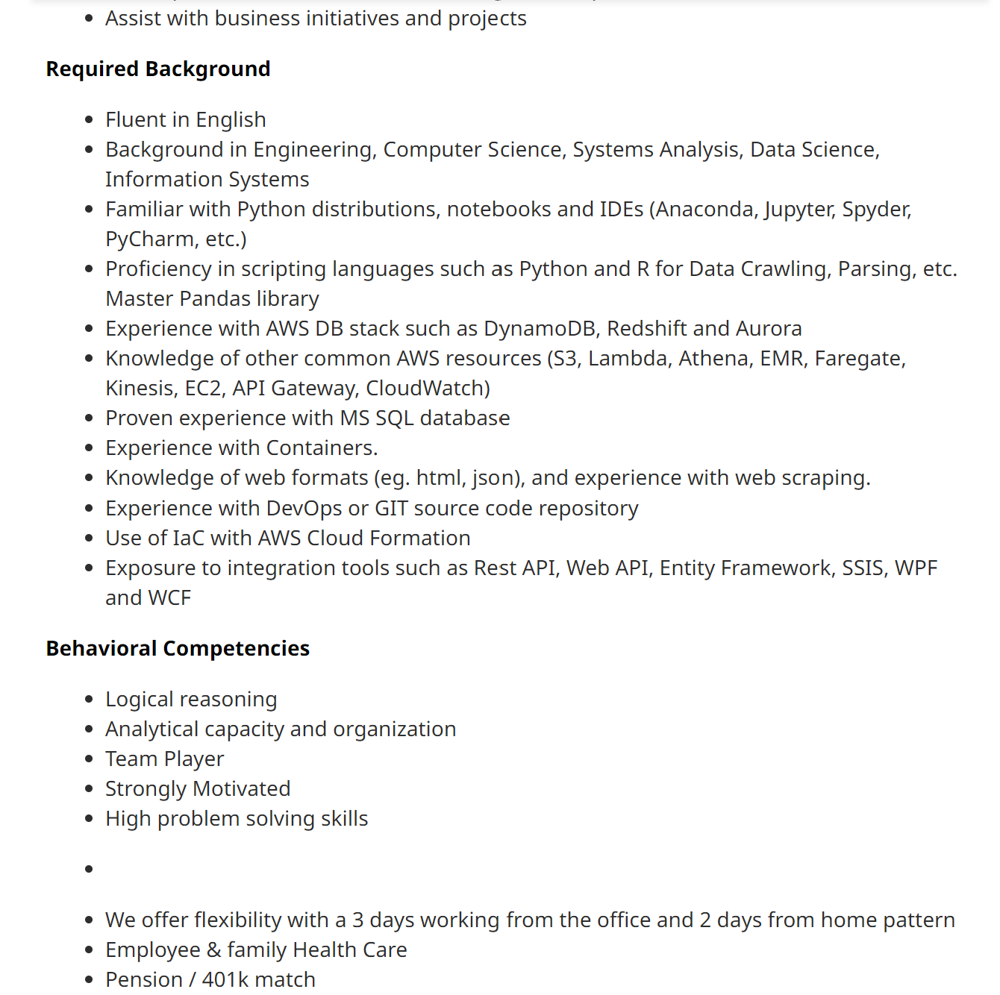 • Assist with business initiatives and projects
Required Background
• Fluent in English
• Background in Engineering, Computer Science, Systems Analysis, Data Science,
Information Systems
• Familiar with Python distributions, notebooks and IDEs (Anaconda, Jupyter, Spyder,
PyCharm, etc.)
• Proficiency in scripting languages such as Python and R for Data Crawling, Parsing, etc.
Master Pandas library
• Experience with AWS DB stack such as DynamoDB, Redshift and Aurora
• Knowledge of other common AWS resources (S3, Lambda, Athena, EMR, Faregate,
Kinesis, EC2, API Gateway, CloudWatch)
• Proven experience with MS SQL database
• Experience with Containers.
• Knowledge of web formats (eg. html, json), and experience with web scraping.
• Experience with DevOps or GIT source code repository
• Use of IaC with AWS Cloud Formation
• Exposure to integration tools such as Rest API, Web API, Entity Framework, SSIS, WPF
and WCF
Behavioral Competencies
• Logical reasoning
• Analytical capacity and organization
• Team Player
• Strongly Motivated
• High problem solving skills
•
• We offer flexibility with a 3 days working from the office and 2 days from home pattern
• Employee & family Health Care
• Pension / 401k match